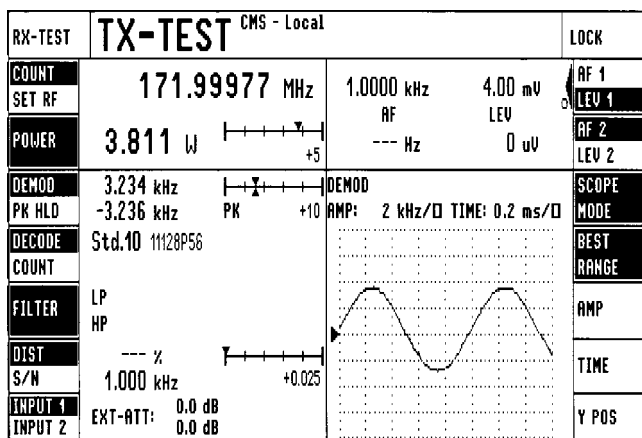 RX-TEST
TX-TEST CMS - Local
LOCK
COUNT
SET RF
171.99977 MHz
1.0000 kHz 4.00 mV
AF LEV
--- Hz 0 uV
AF 1
LEV 1
AF 2
LEV 2
POWER
3.811 W
+5
DEMOD
PK HLD
3.234 kHz
-3.236 kHz PK +10
DEMOD
AMP: 2 kHz/□ TIME: 0.2 ms/□
SCOPE
MODE
DECODE
COUNT
Std.10 11128P56
BEST
RANGE
FILTER
LP
HP
AMP
DIST
S/N
--- %
1.000 kHz +0.025
TIME
INPUT 1
INPUT 2
EXT-ATT: 0.0 dB
0.0 dB
Y POS